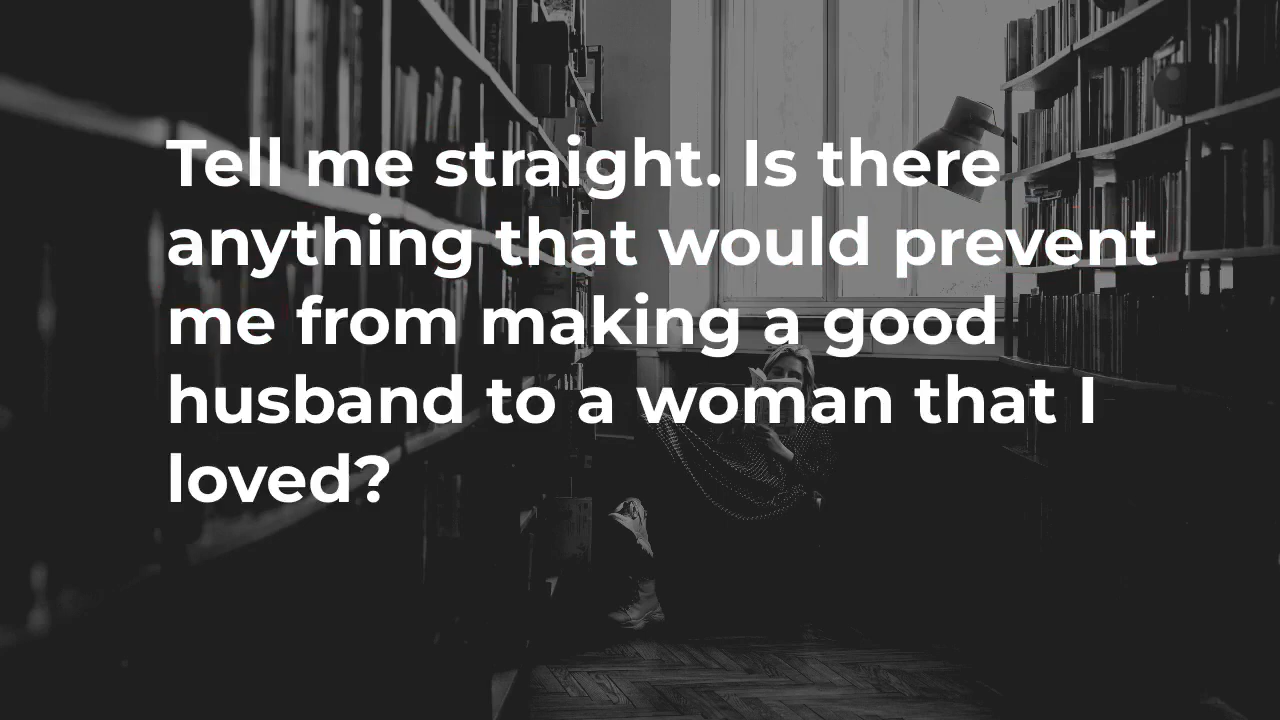 Tell me straight. Is there
anything that would prevent
me from making a good
husband to a woman that I
loved?